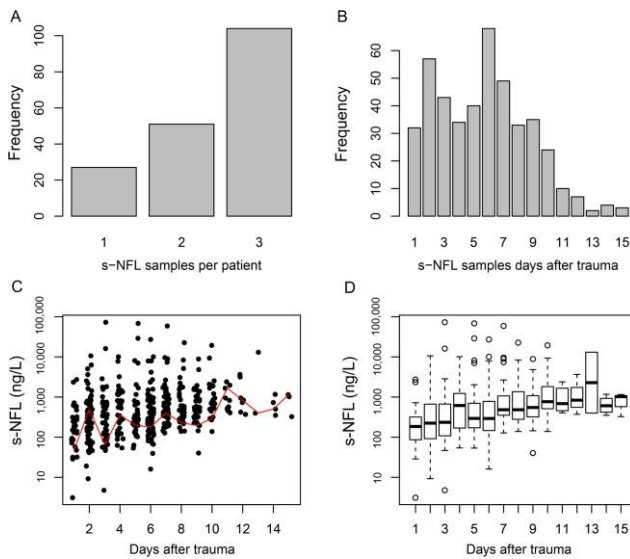 A
Frequency
0 20 40 60 80 100
1 2 3
s-NFL samples per patient
B
Frequency
0 10 20 30 40 50 60
1 3 5 7 9 11 13 15
s-NFL samples days after trauma
C
s-NFL (ng/L)
10 100 1,000 10,000 100,000
2 4 6 8 10 12 14
Days after trauma
D
s-NFL (ng/L)
10 100 1,000 10,000 100,000
1 3 5 7 9 11 13 15
Days after trauma